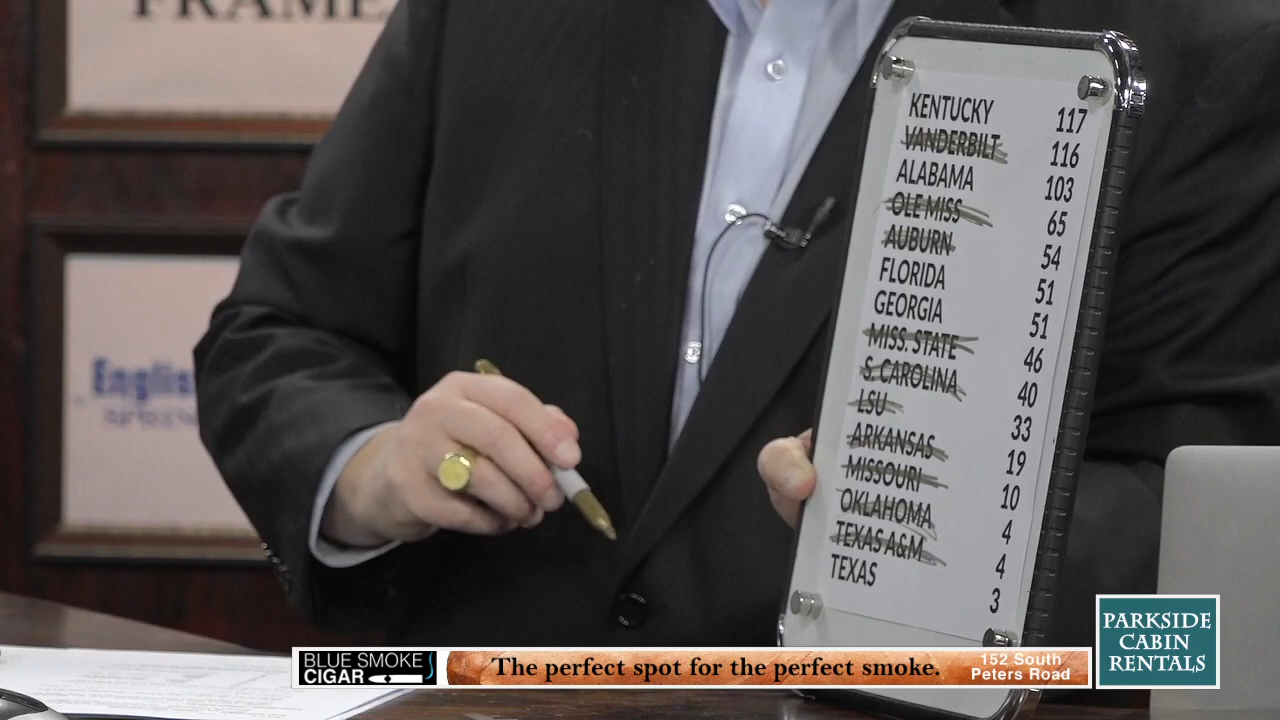 FRAME
KENTUCKY 117
VANDERBILT 116
ALABAMA 103
OLE MISS 65
AUBURN 54
FLORIDA 51
GEORGIA 51
MISS. STATE 46
S. CAROLINA 40
LSU 33
ARKANSAS 19
MISSOURI 10
OKLAHOMA 4
TEXAS A&M 4
TEXAS 3
Englis
BLUE SMOKE
CIGAR
The perfect spot for the perfect smoke.
152 South
Peters Road
PARKSIDE
CABIN
RENTALS